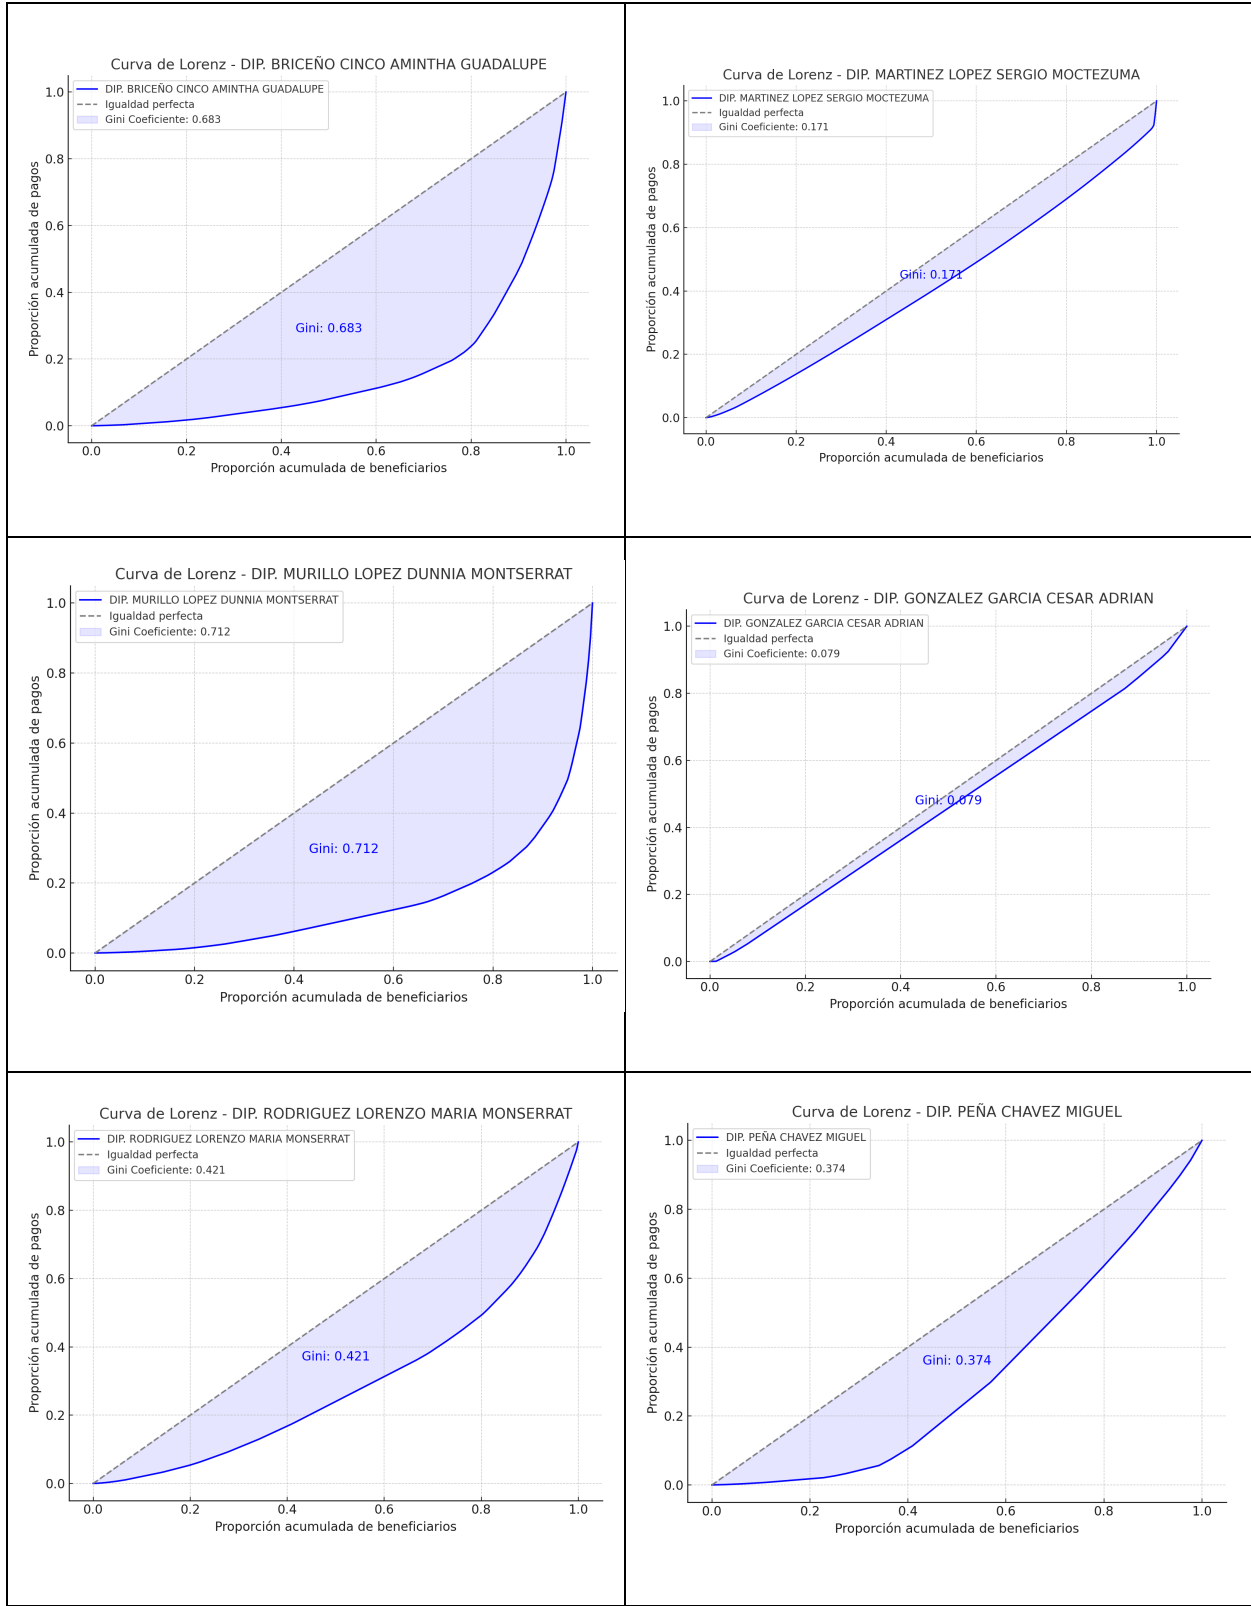 Curva de Lorenz - DIP. BRICEÑO CINCO AMINTHA GUADALUPE
DIP. BRICEÑO CINCO AMINTHA GUADALUPE
Igualdad perfecta
Gini Coeficiente: 0.683
Proporción acumulada de pagos
1.0
0.8
0.6
0.4
0.2
0.0
Gini: 0.683
0.0 0.2 0.4 0.6 0.8 1.0
Proporción acumulada de beneficiarios
Curva de Lorenz - DIP. MARTINEZ LOPEZ SERGIO MOCTEZUMA
DIP. MARTINEZ LOPEZ SERGIO MOCTEZUMA
Igualdad perfecta
Gini Coeficiente: 0.171
Proporción acumulada de pagos
1.0
0.8
0.6
0.4
0.2
0.0
Gini: 0.171
0.0 0.2 0.4 0.6 0.8 1.0
Proporción acumulada de beneficiarios
Curva de Lorenz - DIP. MURILLO LOPEZ DUNNIA MONTSERRAT
DIP. MURILLO LOPEZ DUNNIA MONTSERRAT
Igualdad perfecta
Gini Coeficiente: 0.712
Proporción acumulada de pagos
1.0
0.8
0.6
0.4
0.2
0.0
Gini: 0.712
0.0 0.2 0.4 0.6 0.8 1.0
Proporción acumulada de beneficiarios
Curva de Lorenz - DIP. GONZALEZ GARCIA CESAR ADRIAN
DIP. GONZALEZ GARCIA CESAR ADRIAN
Igualdad perfecta
Gini Coeficiente: 0.079
Proporción acumulada de pagos
1.0
0.8
0.6
0.4
0.2
0.0
Gini: 0.079
0.0 0.2 0.4 0.6 0.8 1.0
Proporción acumulada de beneficiarios
Curva de Lorenz - DIP. RODRIGUEZ LORENZO MARIA MONSERRAT
DIP. RODRIGUEZ LORENZO MARIA MONSERRAT
Igualdad perfecta
Gini Coeficiente: 0.421
Proporción acumulada de pagos
1.0
0.8
0.6
0.4
0.2
0.0
Gini: 0.421
0.0 0.2 0.4 0.6 0.8 1.0
Proporción acumulada de beneficiarios
Curva de Lorenz - DIP. PEÑA CHAVEZ MIGUEL
DIP. PEÑA CHAVEZ MIGUEL
Igualdad perfecta
Gini Coeficiente: 0.374
Proporción acumulada de pagos
1.0
0.8
0.6
0.4
0.2
0.0
Gini: 0.374
0.0 0.2 0.4 0.6 0.8 1.0
Proporción acumulada de beneficiarios